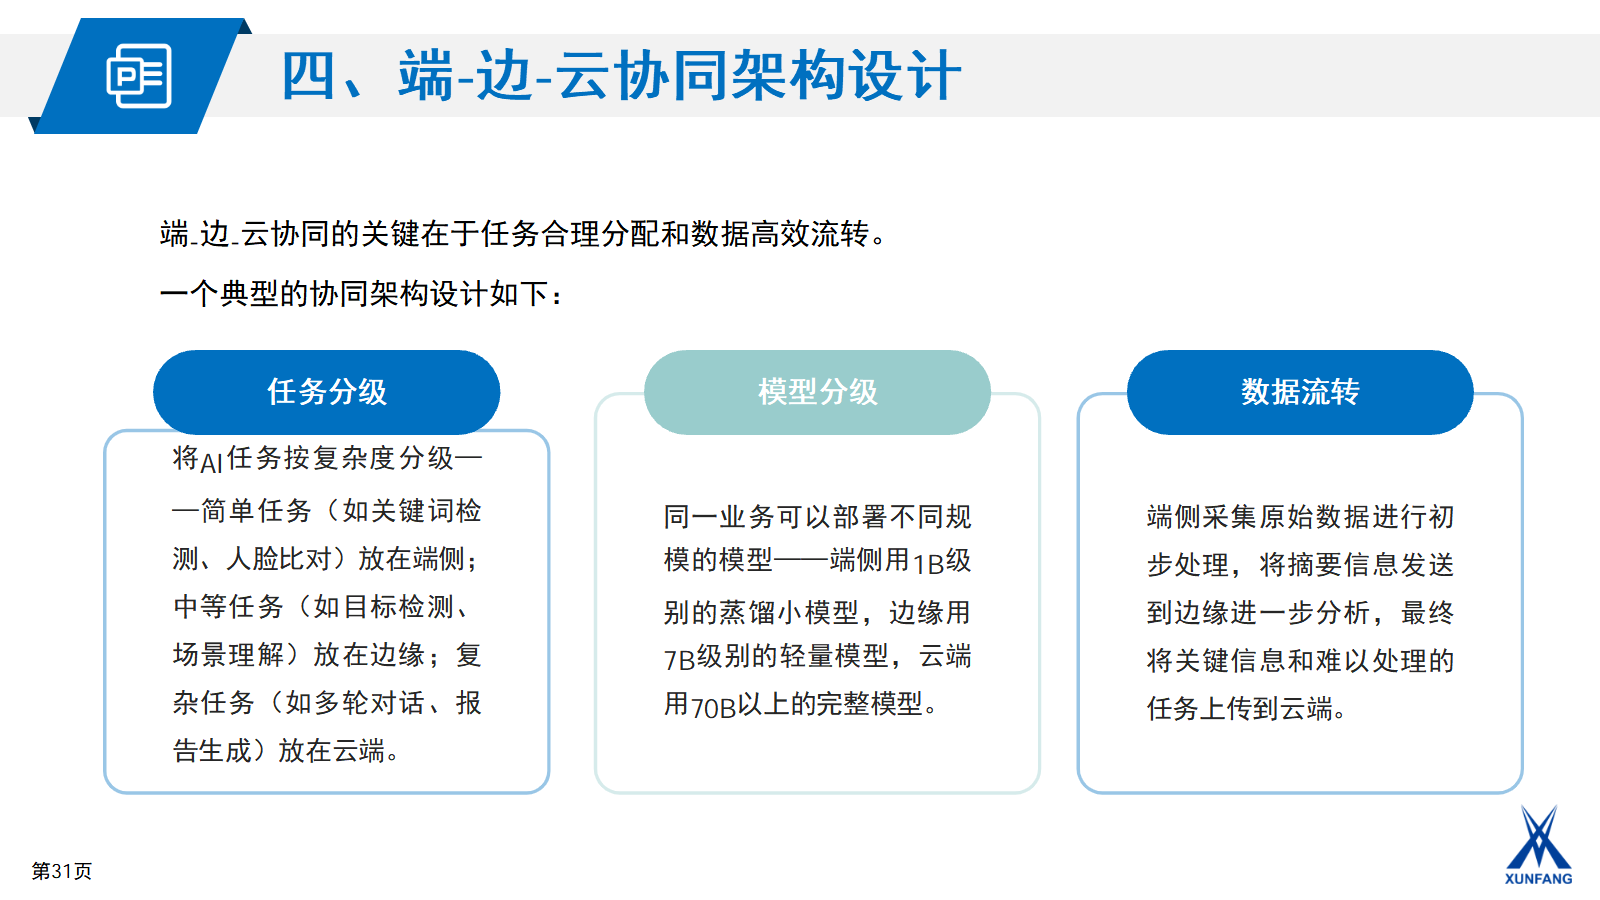 四、端-边-云协同架构设计
端-边-云协同的关键在于任务合理分配和数据高效流转。
一个典型的协同架构设计如下：
任务分级
将AI任务按复杂度分级—
—简单任务（如关键词检
测、人脸比对）放在端侧；
中等任务（如目标检测、
场景理解）放在边缘；复
杂任务（如多轮对话、报
告生成）放在云端。
模型分级
同一业务可以部署不同规
模的模型——端侧用1B级
别的蒸馏小模型，边缘用
7B级别的轻量模型，云端
用70B以上的完整模型。
数据流转
端侧采集原始数据进行初
步处理，将摘要信息发送
到边缘进一步分析，最终
将关键信息和难以处理的
任务上传到云端。
第31页
XUNFANG